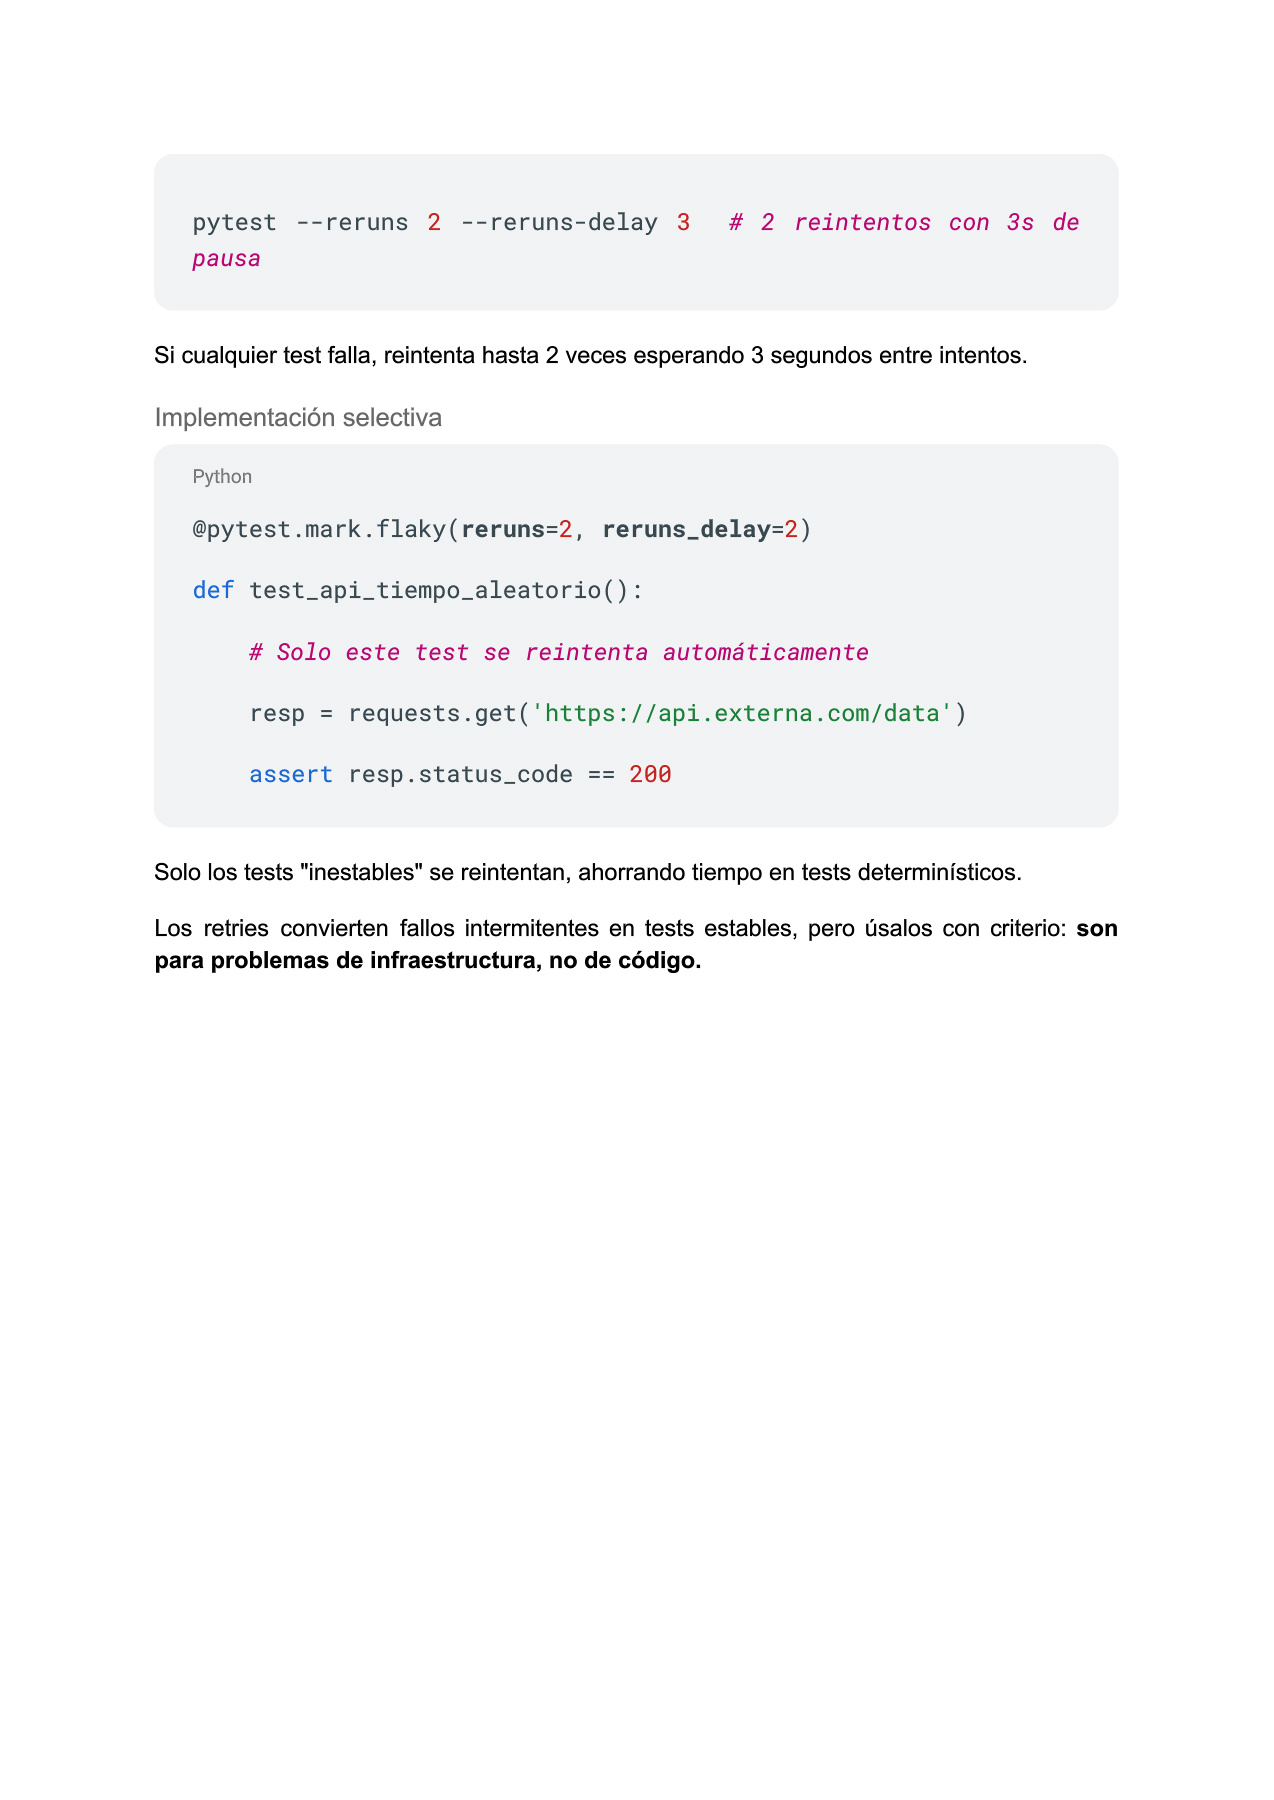 pytest --reruns 2 --reruns-delay 3  # 2 reintentos con 3s de
pausa
Si cualquier test falla, reintenta hasta 2 veces esperando 3 segundos entre intentos.
Implementación selectiva
Python
@pytest.mark.flaky(reruns=2, reruns_delay=2)
def test_api_tiempo_aleatorio():
    # Solo este test se reintenta automáticamente
    resp = requests.get('https://api.externa.com/data')
    assert resp.status_code == 200
Solo los tests "inestables" se reintentan, ahorrando tiempo en tests determinísticos.
Los retries convierten fallos intermitentes en tests estables, pero úsalos con criterio: son
para problemas de infraestructura, no de código.